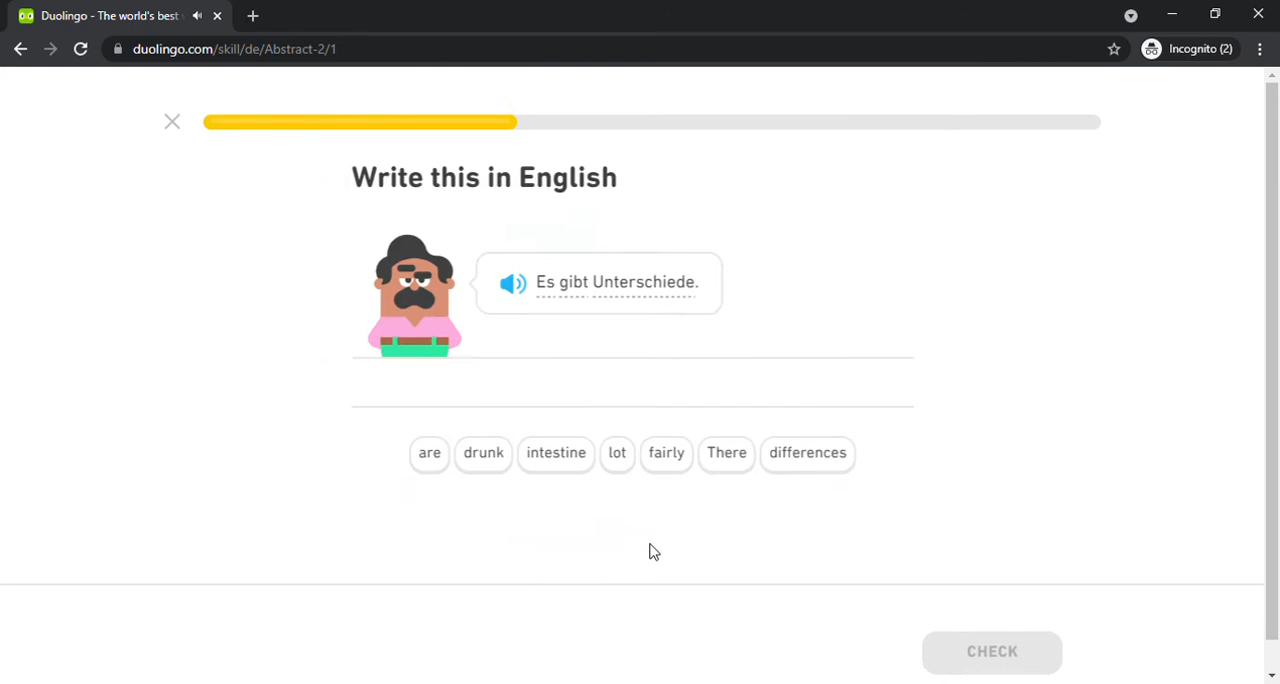 Duolingo - The world's best
duolingo.com/skill/de/Abstract-2/1
Incognito (2)
Write this in English
Es gibt Unterschiede.
are drunk intestine lot fairly There differences
CHECK